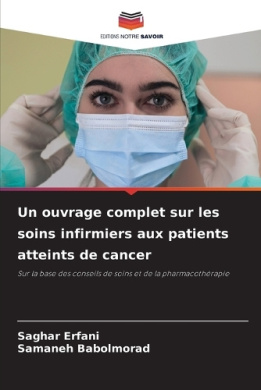 EDITIONS NOTRE SAVOIR
Un ouvrage complet sur les
soins infirmiers aux patients
atteints de cancer
Sur la base des conseils de soins et de la pharmacothérapie
Saghar Erfani
Samaneh Babolmorad